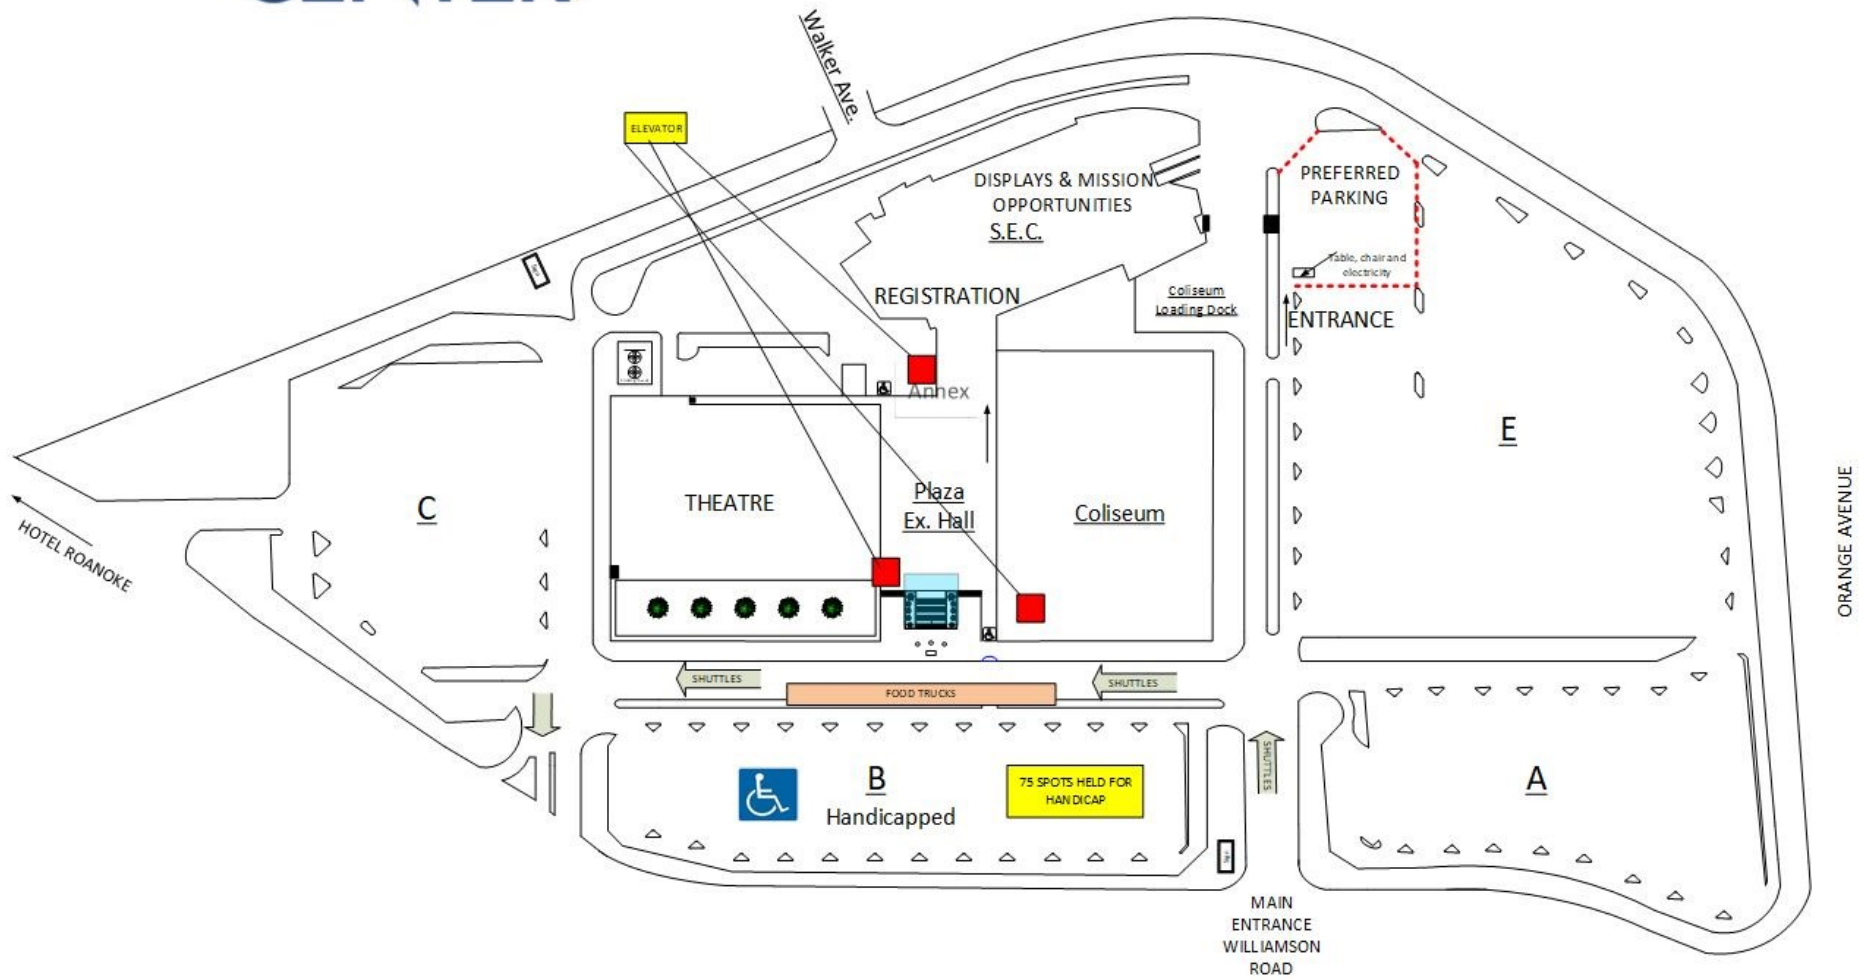 CENTER
Walker Ave.
ELEVATOR
DISPLAYS & MISSION
OPPORTUNITIES
S.E.C.
PREFERRED
PARKING
Table, chair and
electricity
REGISTRATION
Coliseum
Loading Dock
ENTRANCE
Annex
E
THEATRE
Plaza
Ex. Hall
Coliseum
C
HOTEL ROANOKE
ORANGE AVENUE
SHUTTLES
FOOD TRUCKS
SHUTTLES
B
Handicapped
75 SPOTS HELD FOR
HANDICAP
SHUTTLES
A
MAIN
ENTRANCE
WILLIAMSON
ROAD